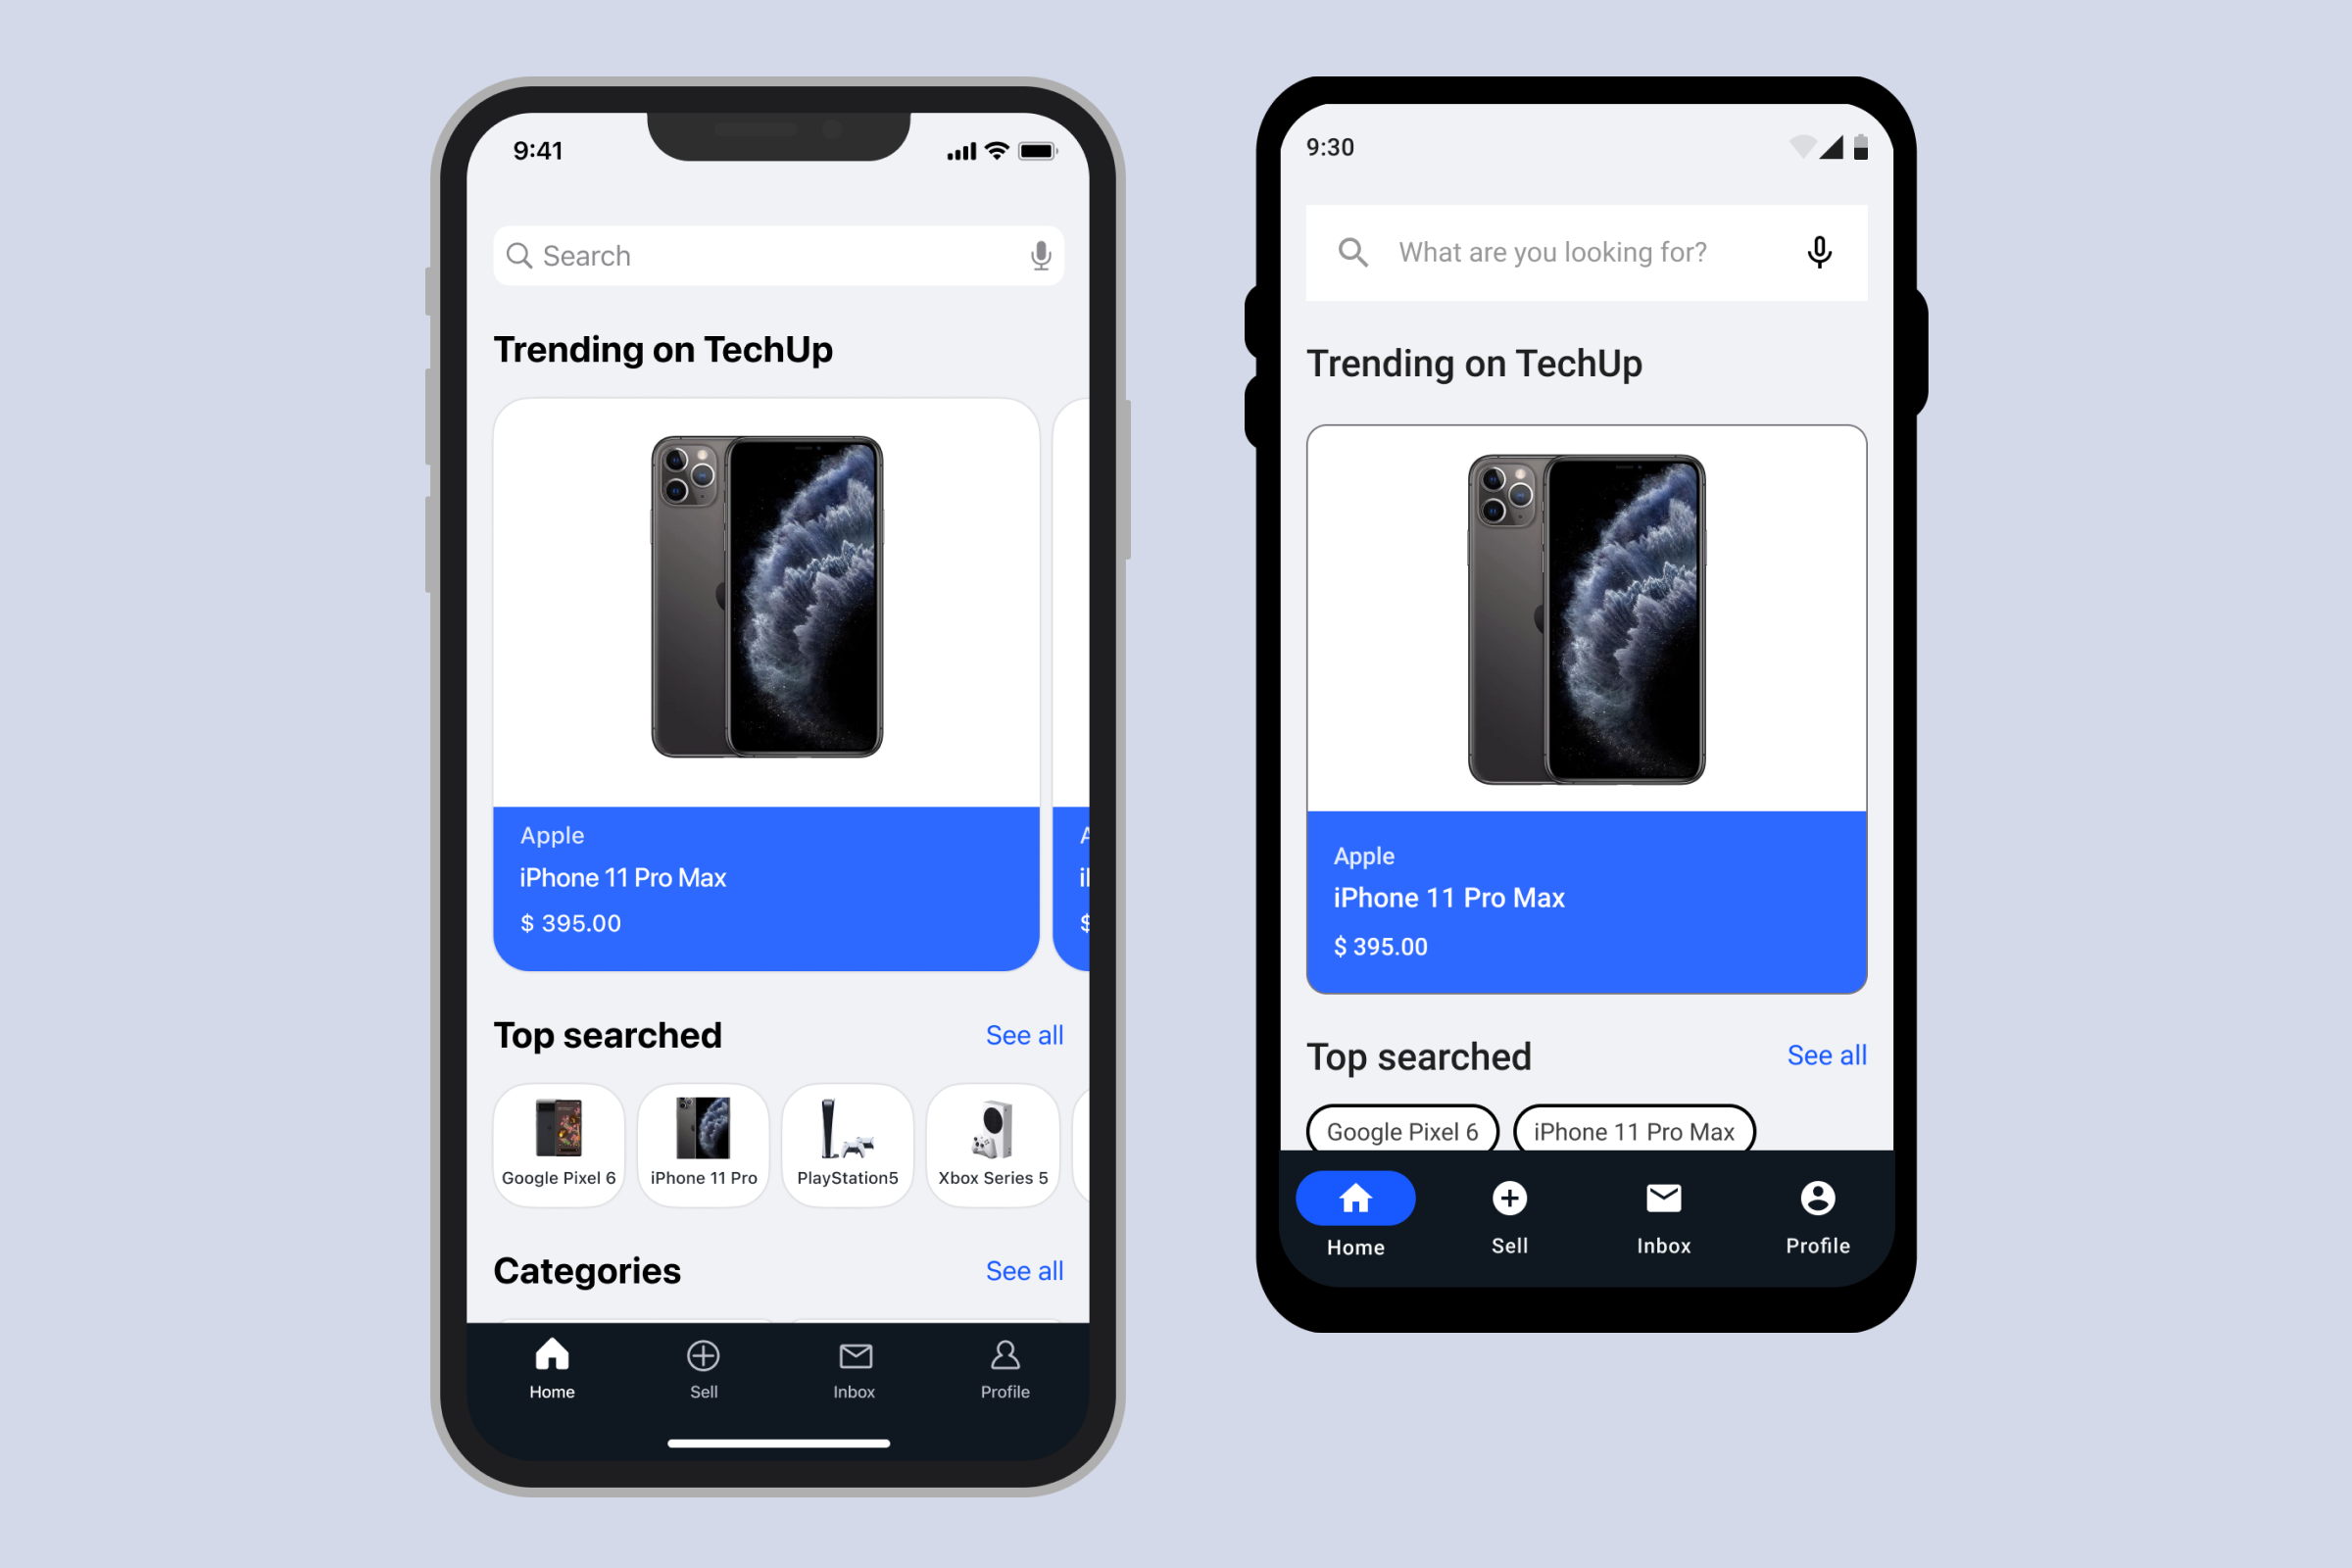 9:41
Search
Trending on TechUp
Apple
iPhone 11 Pro Max
$ 395.00
Top searched
See all
Google Pixel 6
iPhone 11 Pro
PlayStation5
Xbox Series 5
Categories
See all
Home
Sell
Inbox
Profile
9:30
What are you looking for?
Trending on TechUp
Apple
iPhone 11 Pro Max
$ 395.00
Top searched
See all
Google Pixel 6
iPhone 11 Pro Max
Home
Sell
Inbox
Profile